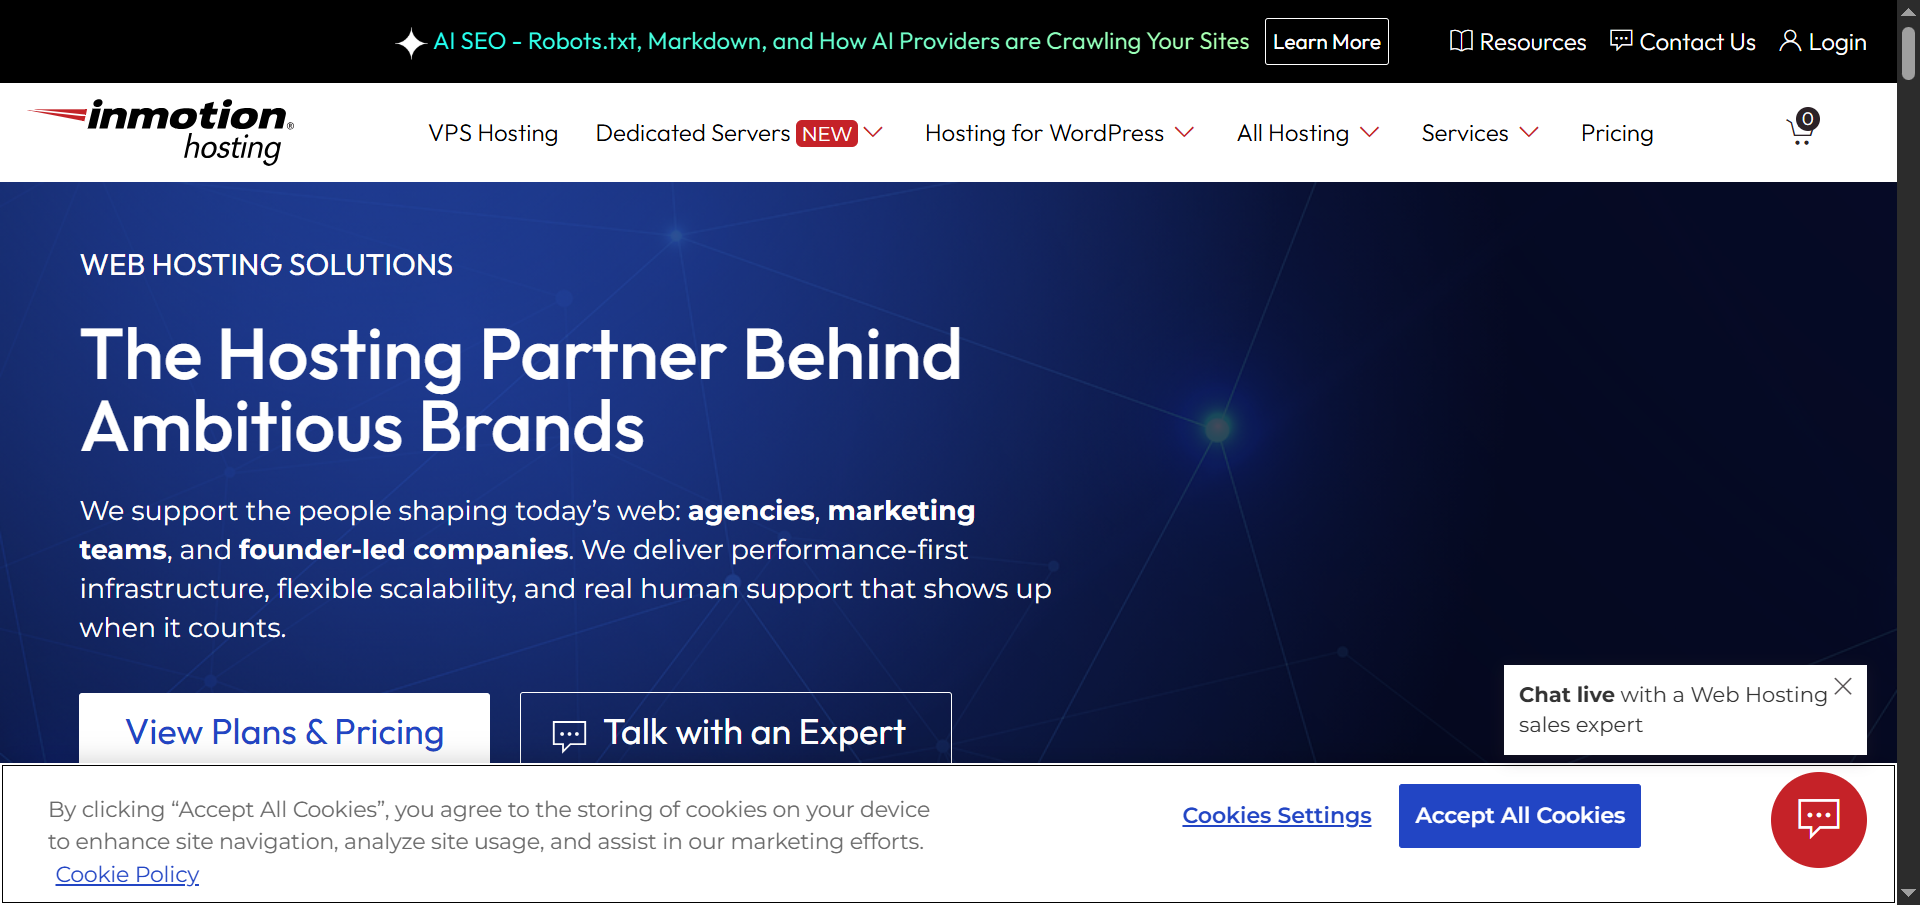 AI SEO - Robots.txt, Markdown, and How AI Providers are Crawling Your Sites
Learn More
Resources
Contact Us
Login
inmotion®
hosting
VPS Hosting
Dedicated Servers NEW
Hosting for WordPress
All Hosting
Services
Pricing
0
WEB HOSTING SOLUTIONS
The Hosting Partner Behind
Ambitious Brands
We support the people shaping today’s web: agencies, marketing
teams, and founder-led companies. We deliver performance-first
infrastructure, flexible scalability, and real human support that shows up
when it counts.
View Plans & Pricing
Talk with an Expert
Chat live with a Web Hosting
sales expert
By clicking “Accept All Cookies”, you agree to the storing of cookies on your device
to enhance site navigation, analyze site usage, and assist in our marketing efforts.
Cookie Policy
Cookies Settings
Accept All Cookies